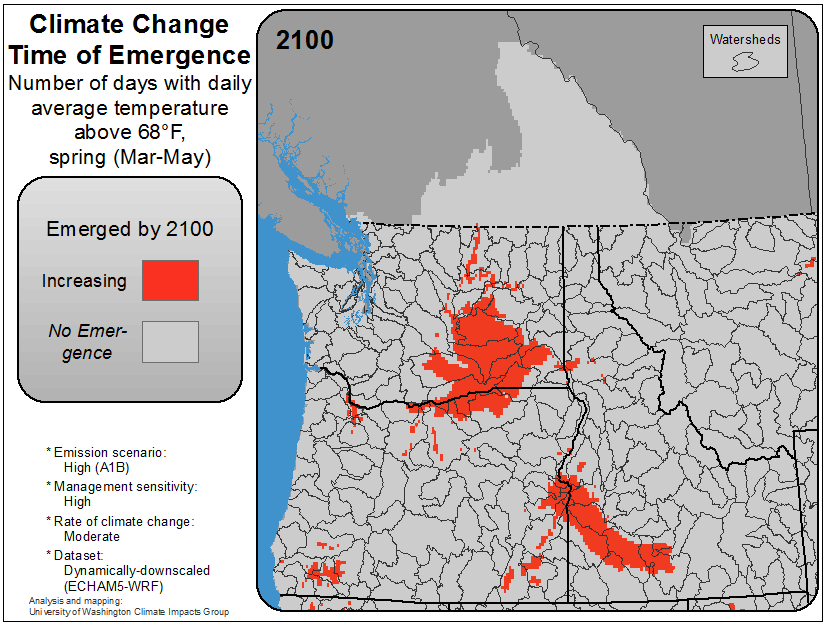 Climate Change
Time of Emergence
Number of days with daily
average temperature
above 68°F,
spring (Mar-May)
Emerged by 2100
Increasing
No Emer-
gence
* Emission scenario:
High (A1B)
* Management sensitivity:
High
* Rate of climate change:
Moderate
* Dataset:
Dynamically-downscaled
(ECHAM5-WRF)
Analysis and mapping:
University of Washington Climate Impacts Group
2100
Watersheds